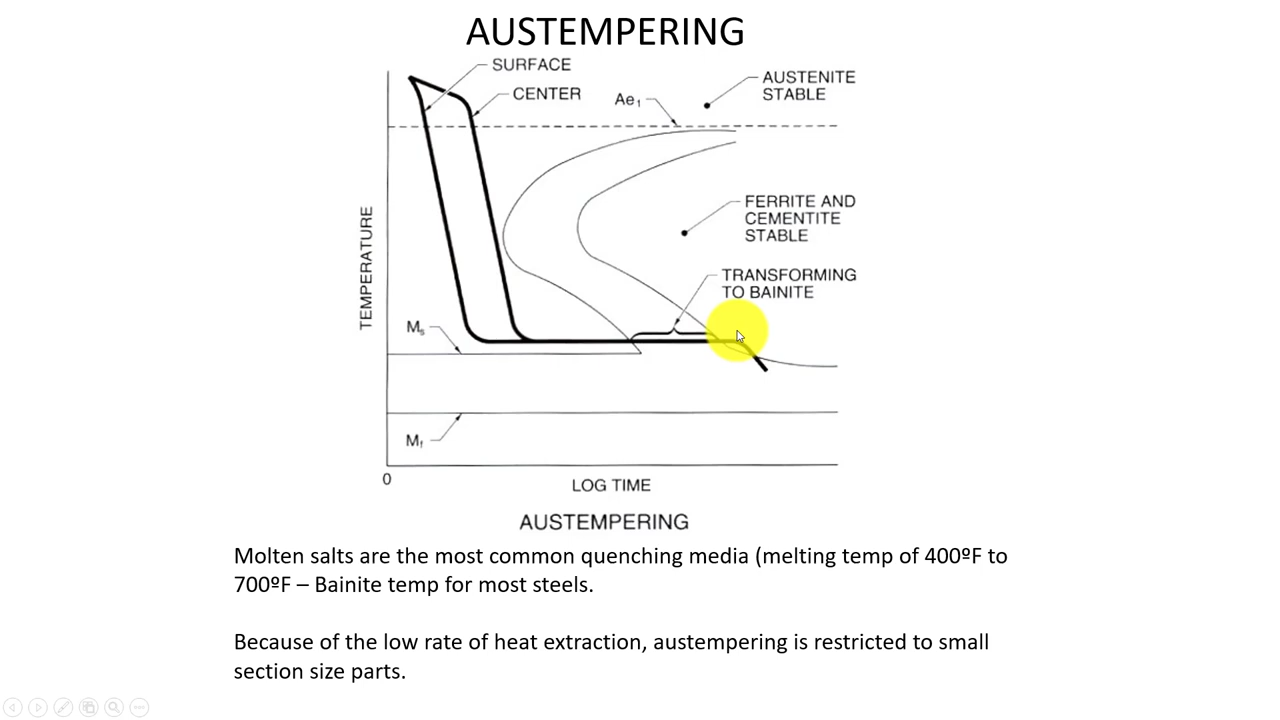 AUSTEMPERING
SURFACE
CENTER
Ae1
AUSTENITE
STABLE
FERRITE AND
CEMENTITE
STABLE
TRANSFORMING
TO BAINITE
TEMPERATURE
Ms
Mf
0
LOG TIME
AUSTEMPERING
Molten salts are the most common quenching media (melting temp of 400ºF to
700ºF – Bainite temp for most steels.
Because of the low rate of heat extraction, austempering is restricted to small
section size parts.